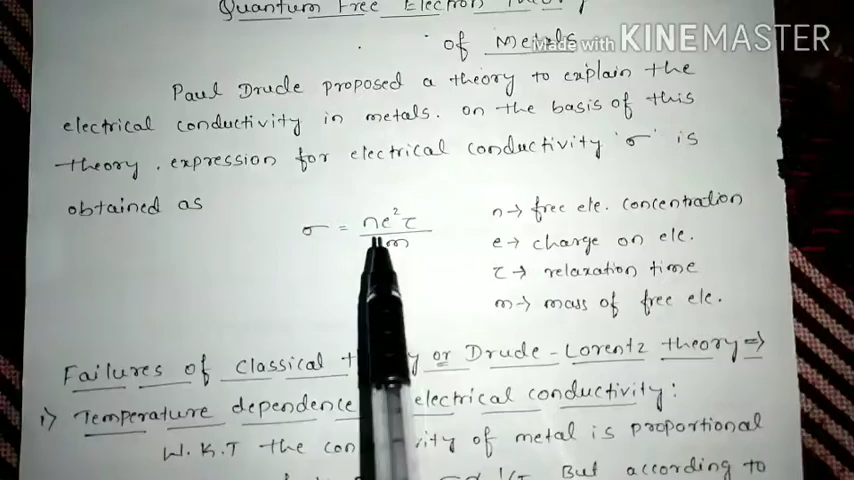 Quantum Free Electron Theory
of Metals
Made with KINEMASTER
Paul Drude proposed a theory to explain the
electrical conductivity in metals. on the basis of this
theory. expression for electrical conductivity 'σ' is
obtained as
σ = ne²τ / m
n→ free ele. concentration
e→ charge on ele.
τ→ relaxation time
m→ mass of free ele.
Failures of classical or Drude-Lorentz theory ⇒
1) Temperature dependence electrical conductivity:
W.K.T the of metal is proportional
But according to